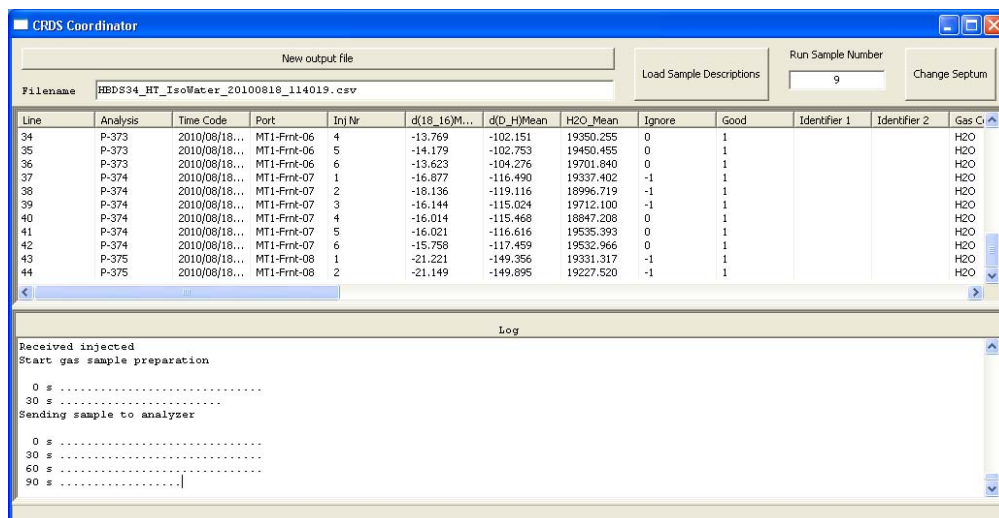 CRDS Coordinator
New output file
Load Sample Descriptions
Run Sample Number
9
Change Septum
Filename HBDS34_HT_IsoWater_20100818_114019.csv
Line Analysis Time Code Port Inj Nr d(18_16)M... d(D_H)Mean H2O_Mean Ignore Good Identifier 1 Identifier 2 Gas C
34 P-373 2010/08/18... MT1-Frnt-06 4 -13.769 -102.151 19350.255 0 1 H2O
35 P-373 2010/08/18... MT1-Frnt-06 5 -14.179 -102.753 19450.455 0 1 H2O
36 P-373 2010/08/18... MT1-Frnt-06 6 -13.623 -104.276 19701.840 0 1 H2O
37 P-374 2010/08/18... MT1-Frnt-07 1 -16.877 -116.490 19337.402 -1 1 H2O
38 P-374 2010/08/18... MT1-Frnt-07 2 -18.136 -119.116 18996.719 -1 1 H2O
39 P-374 2010/08/18... MT1-Frnt-07 3 -16.144 -115.024 19712.100 -1 1 H2O
40 P-374 2010/08/18... MT1-Frnt-07 4 -16.014 -115.468 18847.208 0 1 H2O
41 P-374 2010/08/18... MT1-Frnt-07 5 -16.021 -116.616 19535.393 0 1 H2O
42 P-374 2010/08/18... MT1-Frnt-07 6 -15.758 -117.459 19532.966 0 1 H2O
43 P-375 2010/08/18... MT1-Frnt-08 1 -21.221 -149.356 19331.317 -1 1 H2O
44 P-375 2010/08/18... MT1-Frnt-08 2 -21.149 -149.895 19227.520 -1 1 H2O
Log
Received injected
Start gas sample preparation
0 s ..............................
30 s ........................
Sending sample to analyzer
0 s ..............................
30 s ..............................
60 s ..............................
90 s ..................